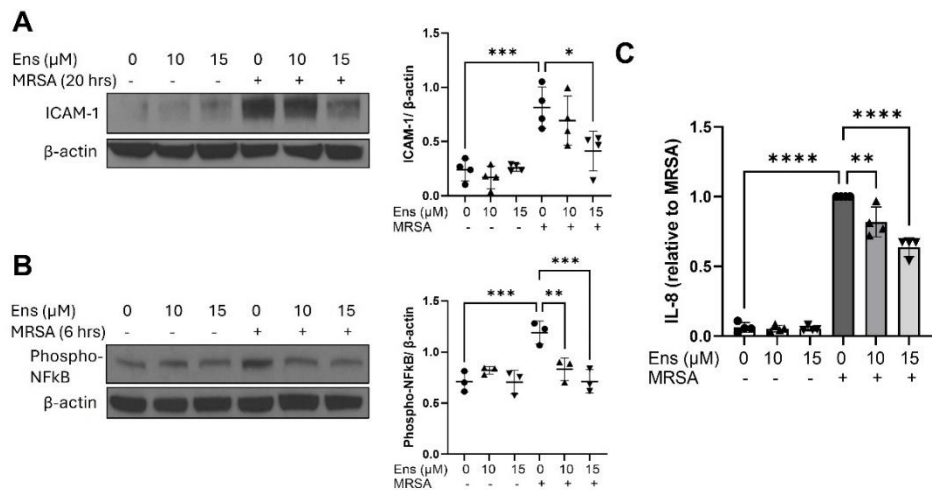 A
Ens (µM) 0 10 15 0 10 15
MRSA (20 hrs) - - - + + +
ICAM-1
β-actin
ICAM-1/ β-actin
1.5
1.0
0.5
0.0
*** *
Ens (µM) 0 10 15 0 10 15
MRSA - - - + + +
B
Ens (µM) 0 10 15 0 10 15
MRSA (6 hrs) - - - + + +
Phospho-
NFkB
β-actin
Phospho-NFkB/ β-actin
1.5
1.0
0.5
0.0
***
*** **
Ens (µM) 0 10 15 0 10 15
MRSA - - - + + +
C
IL-8 (relative to MRSA)
1.5
1.0
0.5
0.0
****
**** **
Ens (µM) 0 10 15 0 10 15
MRSA - - - + + +